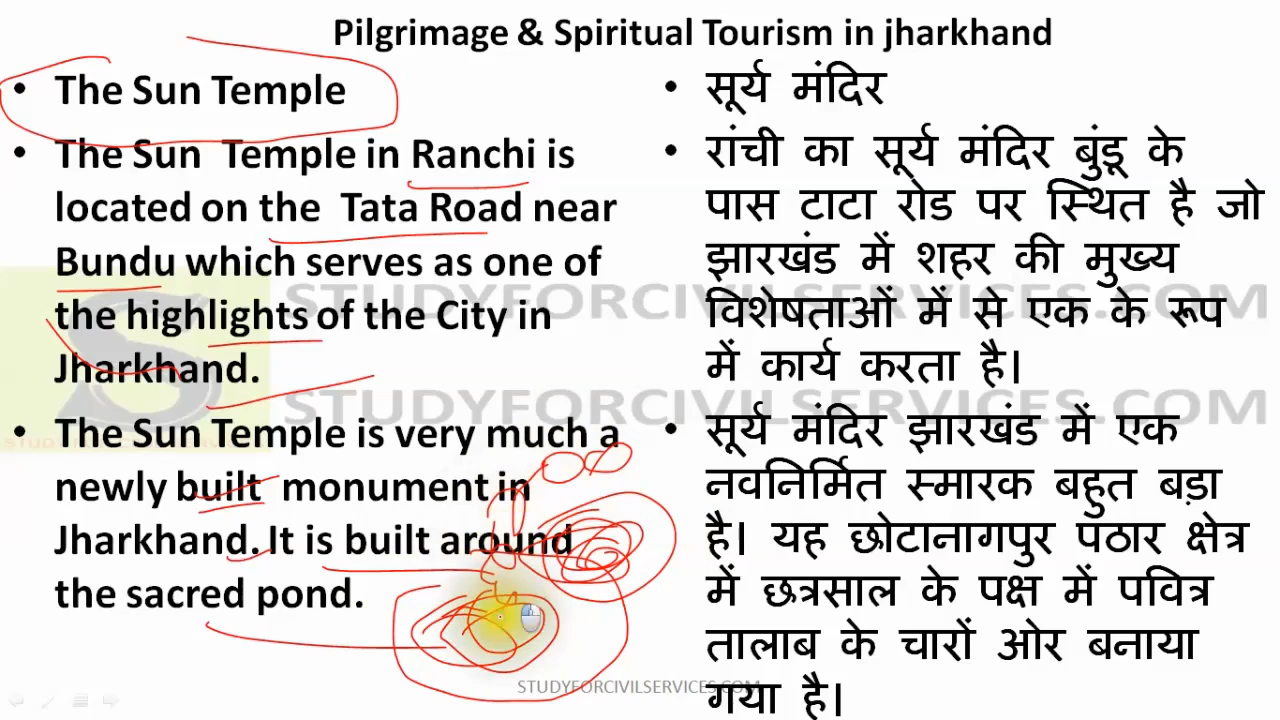 Pilgrimage & Spiritual Tourism in jharkhand
• The Sun Temple
• The Sun Temple in Ranchi is
located on the Tata Road near
Bundu which serves as one of
the highlights of the City in
Jharkhand.
• The Sun Temple is very much a
newly built monument in
Jharkhand. It is built around
the sacred pond.
• सूर्य मंदिर
• रांची का सूर्य मंदिर बुंडू के
पास टाटा रोड पर स्थित है जो
झारखंड में शहर की मुख्य
विशेषताओं में से एक के रूप
में कार्य करता है।
• सूर्य मंदिर झारखंड में एक
नवनिर्मित स्मारक बहुत बड़ा
है। यह छोटानागपुर पठार क्षेत्र
में छत्रसाल के पक्ष में पवित्र
तालाब के चारों ओर बनाया
गया है।
STUDYFORCIVILSERVICES.COM
STUDYFORCIVILSERVICES.COM
STUDYFORCIVILSERVICES.COM